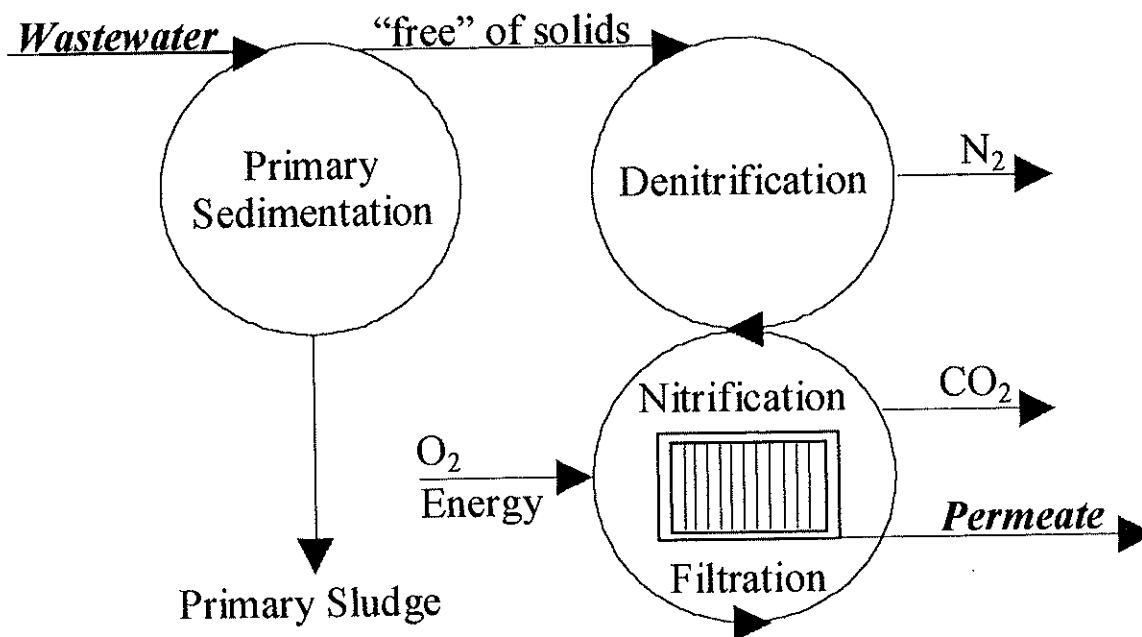 Wastewater
"free" of solids
Primary
Sedimentation
Denitrification
N₂
Nitrification
CO₂
O₂
Energy
Permeate
Filtration
Primary Sludge